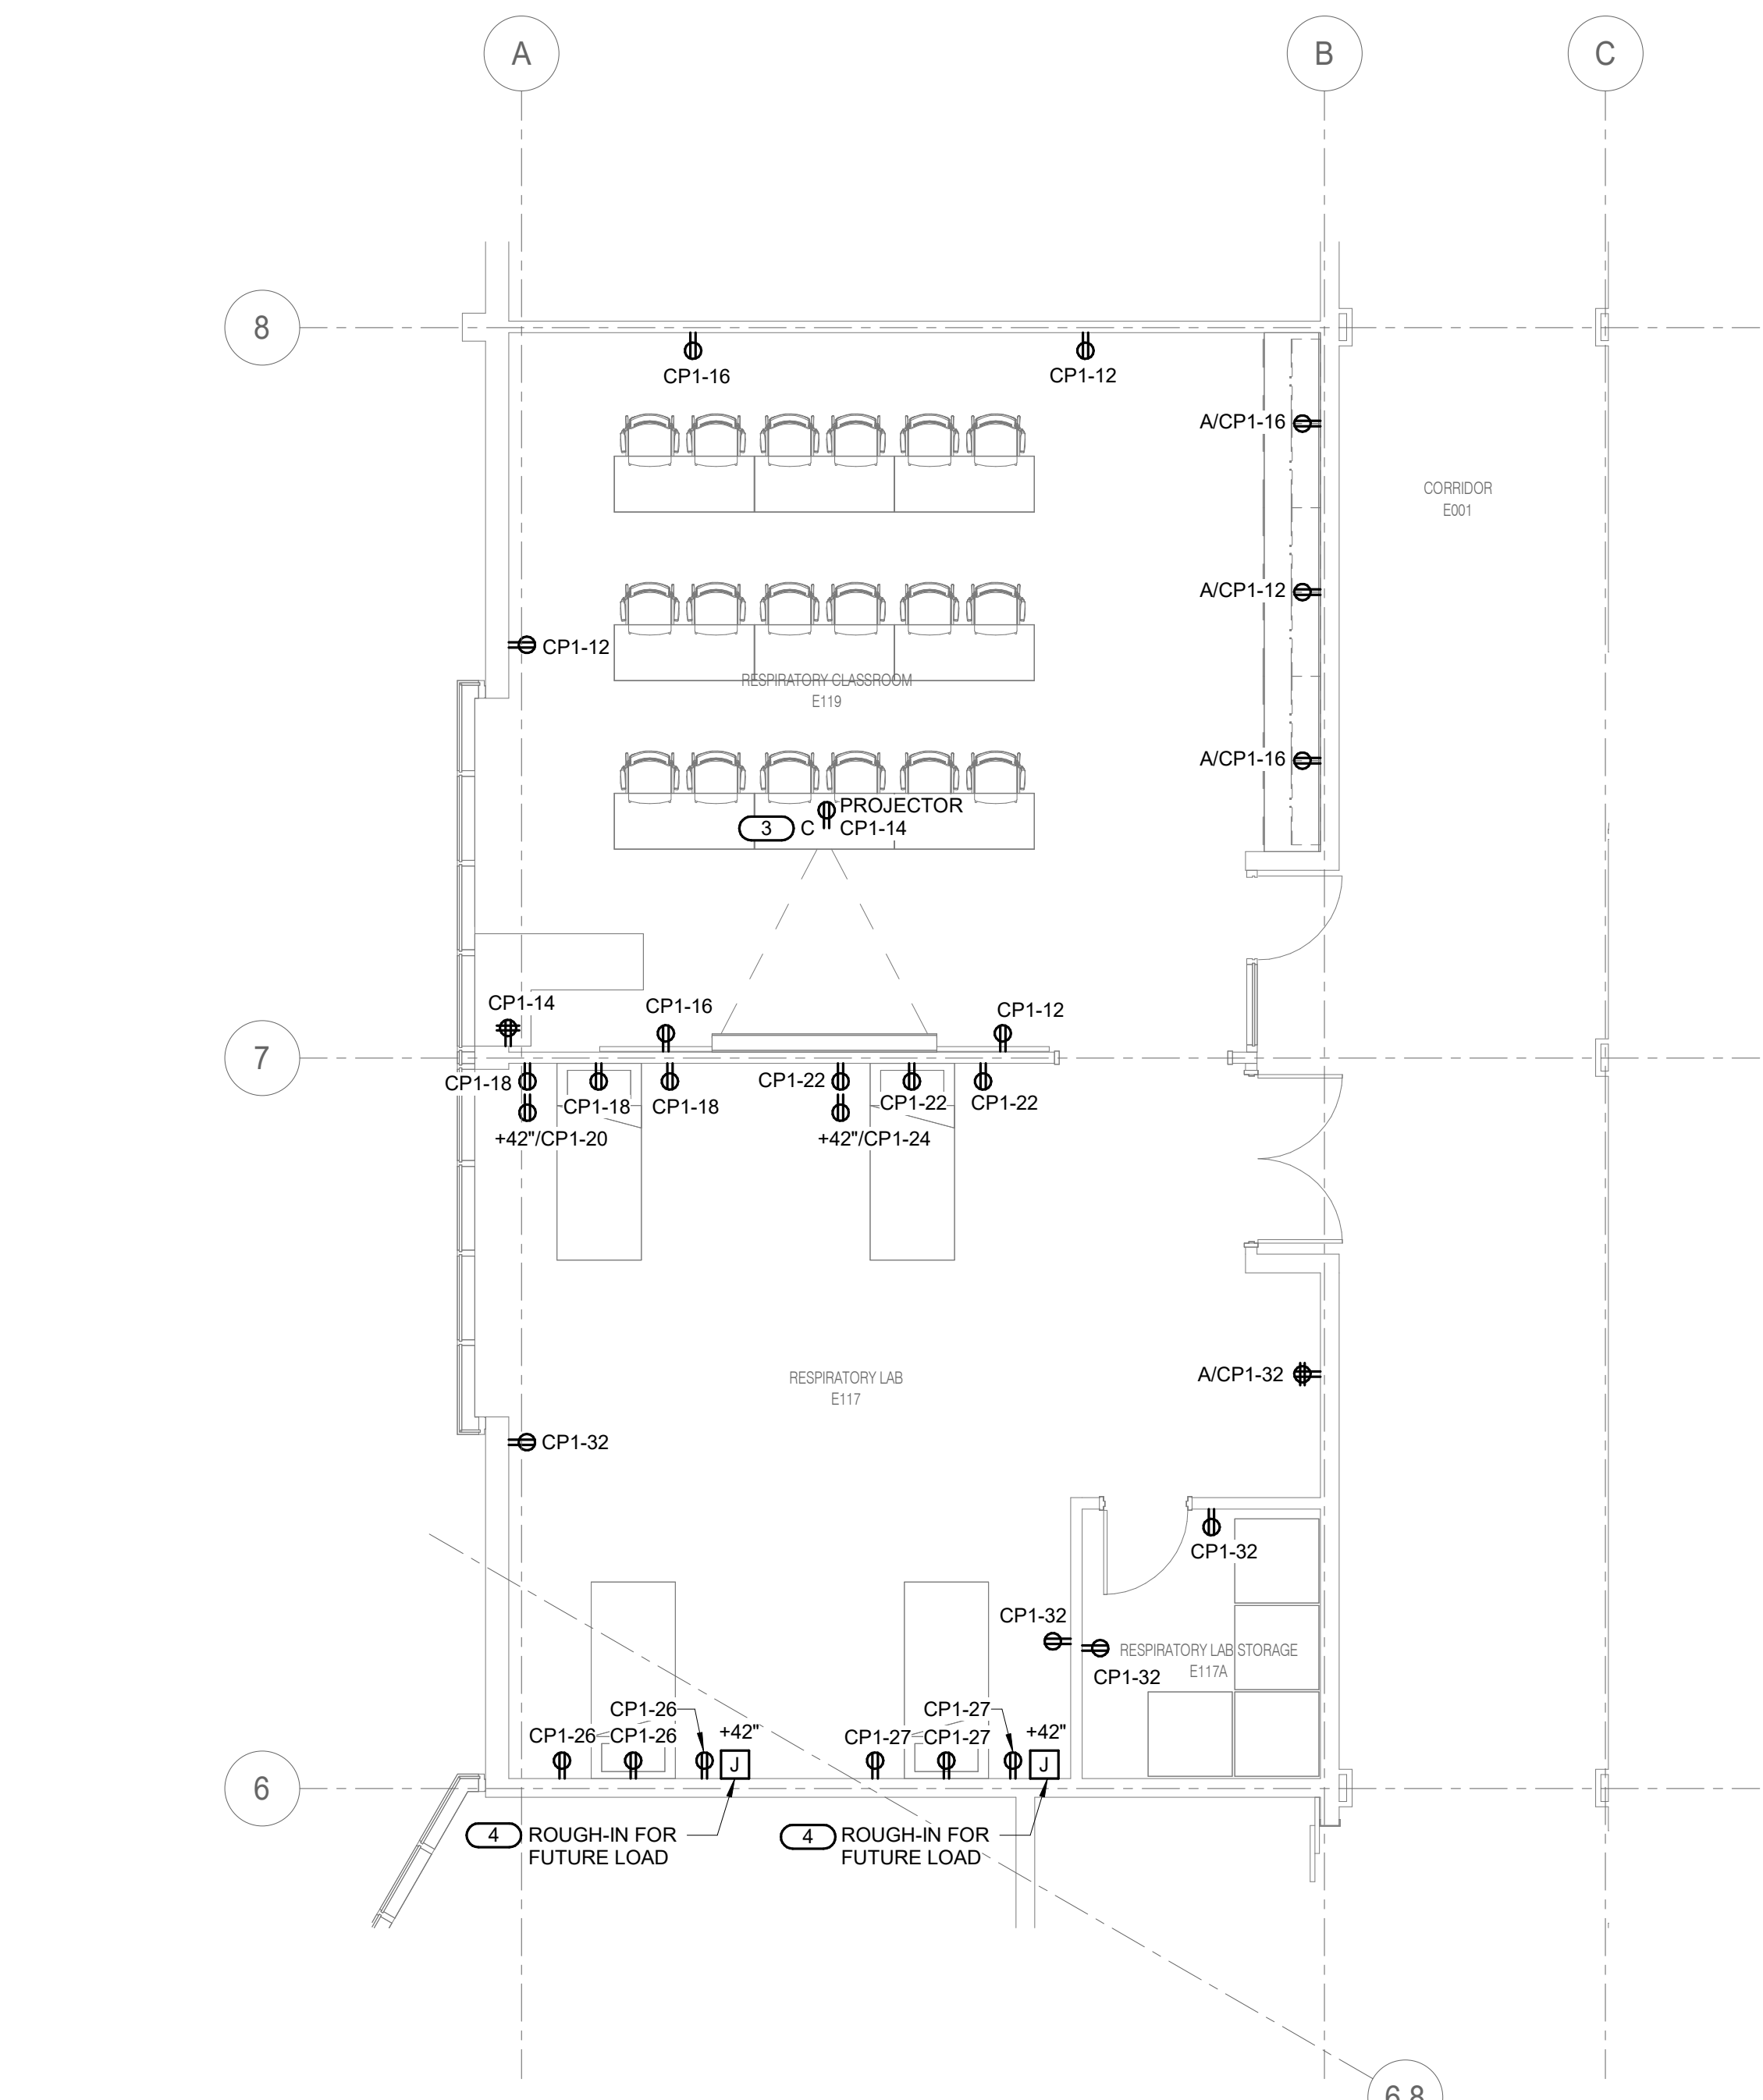 A
B
C
8
CP1-16
CP1-12
A/CP1-16
CORRIDOR
E001
A/CP1-12
CP1-12
RESPIRATORY CLASSROOM
E119
A/CP1-16
PROJECTOR
3 C CP1-14
CP1-14
CP1-16
CP1-12
7
CP1-18
CP1-18
CP1-18
CP1-22
CP1-22
CP1-22
+42"/CP1-20
+42"/CP1-24
RESPIRATORY LAB
E117
A/CP1-32
CP1-32
CP1-32
CP1-32
RESPIRATORY LAB STORAGE
E117A
CP1-32
CP1-26
CP1-27
+42"
+42"
CP1-26
CP1-26
CP1-27
CP1-27
J
J
6
4 ROUGH-IN FOR
FUTURE LOAD
4 ROUGH-IN FOR
FUTURE LOAD
6.8